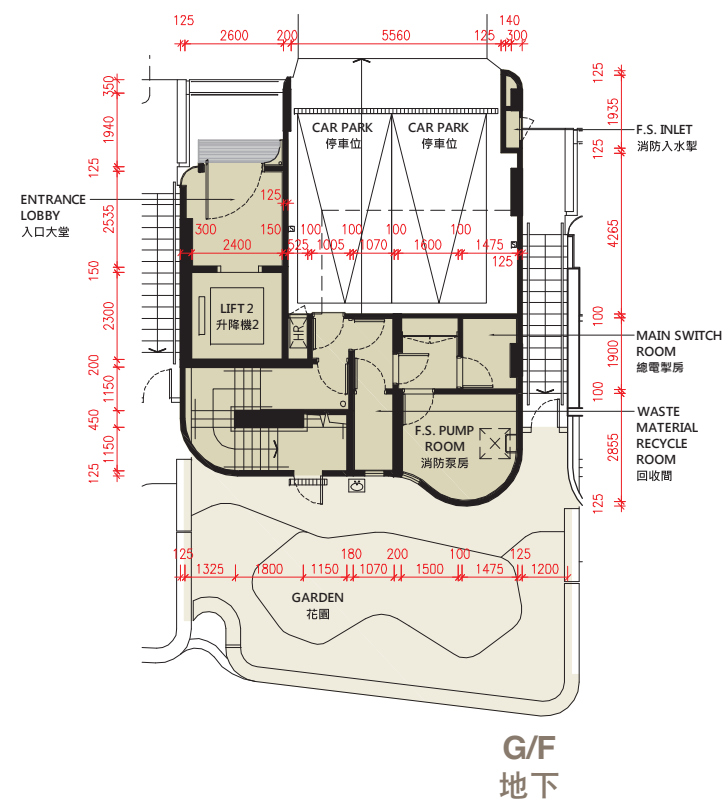 125
140
2600
200
5560
125
300
350
1940
125
2535
150
2300
200
1150
450
1150
125
125
1935
125
4265
100
1900
100
2855
125
CAR PARK
停車位
CAR PARK
停車位
F.S. INLET
消防入水掣
ENTRANCE
LOBBY
入口大堂
125
300
150
100
100
100
100
2400
525
1005
1070
1600
1475
125
LIFT 2
升降機2
HR
MAIN SWITCH
ROOM
總電掣房
WASTE
MATERIAL
RECYCLE
ROOM
回收間
F.S. PUMP
ROOM
消防泵房
125
180
200
100
125
1325
1800
1150
1070
1500
1475
1200
GARDEN
花園
G/F
地下